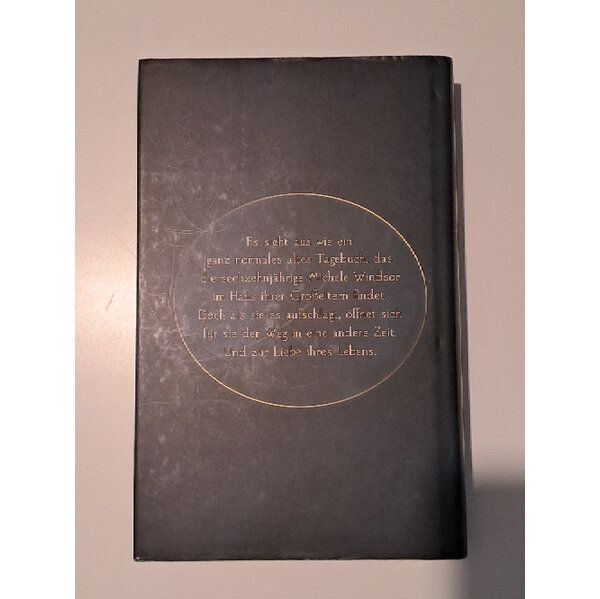 Es sieht aus wie ein
ganz normales altes Tagebuch, das
die sechzehnjährige Michele Windsor
im Haus ihrer Großeltern findet.
Doch als sie es aufschlägt, öffnet sich
für sie der Weg in eine andere Zeit.
Und zur Liebe ihres Lebens.